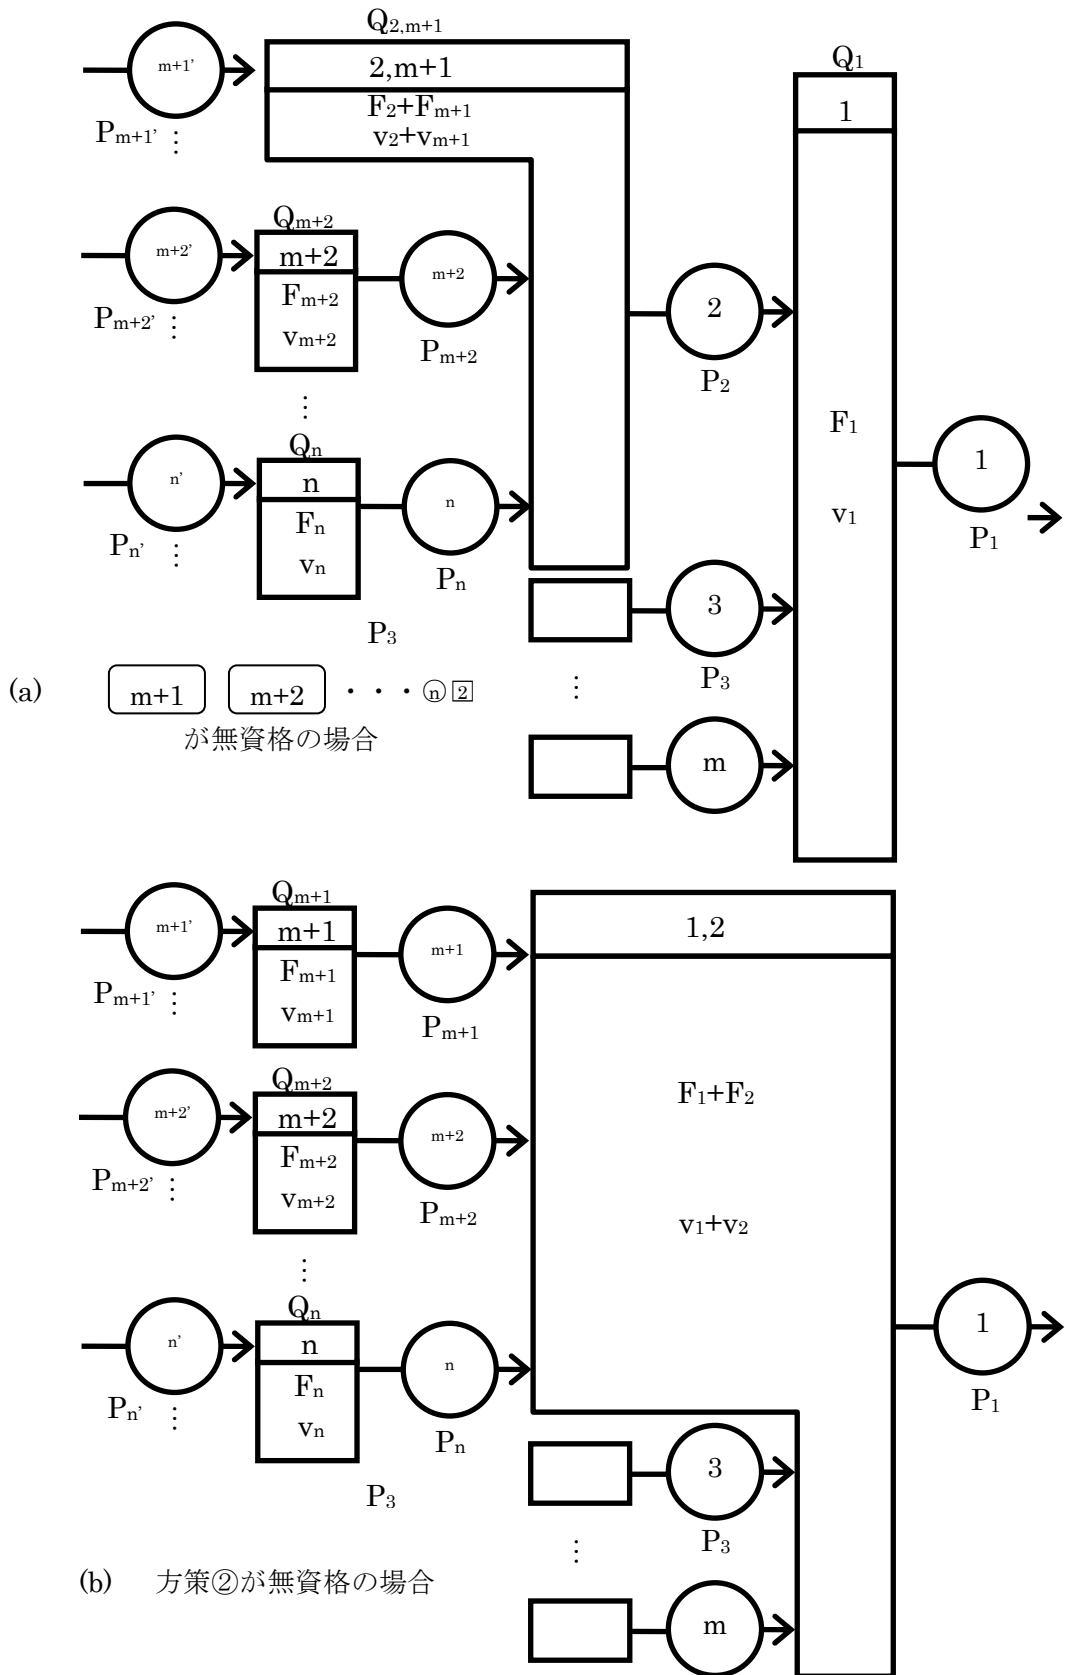 Q2,m+1
m+1'
2,m+1
Q1
1
F2+Fm+1
v2+vm+1
Pm+1'
⋮
m+2'
Qm+2
m+2
m+2
Fm+2
vm+2
Pm+2'
⋮
Pm+2
2
P2
⋮
F1
v1
1
P1
n'
Qn
n
n
Fn
vn
Pn'
⋮
Pn
3
P3
P3
⋮
m
(a) m+1 m+2 ・・・ⓝ2
が無資格の場合
m+1'
Qm+1
m+1
m+1
Fm+1
vm+1
Pm+1'
⋮
Pm+1
1,2
F1+F2
v1+v2
m+2'
Qm+2
m+2
m+2
Fm+2
vm+2
Pm+2'
⋮
Pm+2
⋮
1
P1
n'
Qn
n
n
Fn
vn
Pn'
⋮
Pn
3
P3
P3
⋮
m
(b) 方策②が無資格の場合